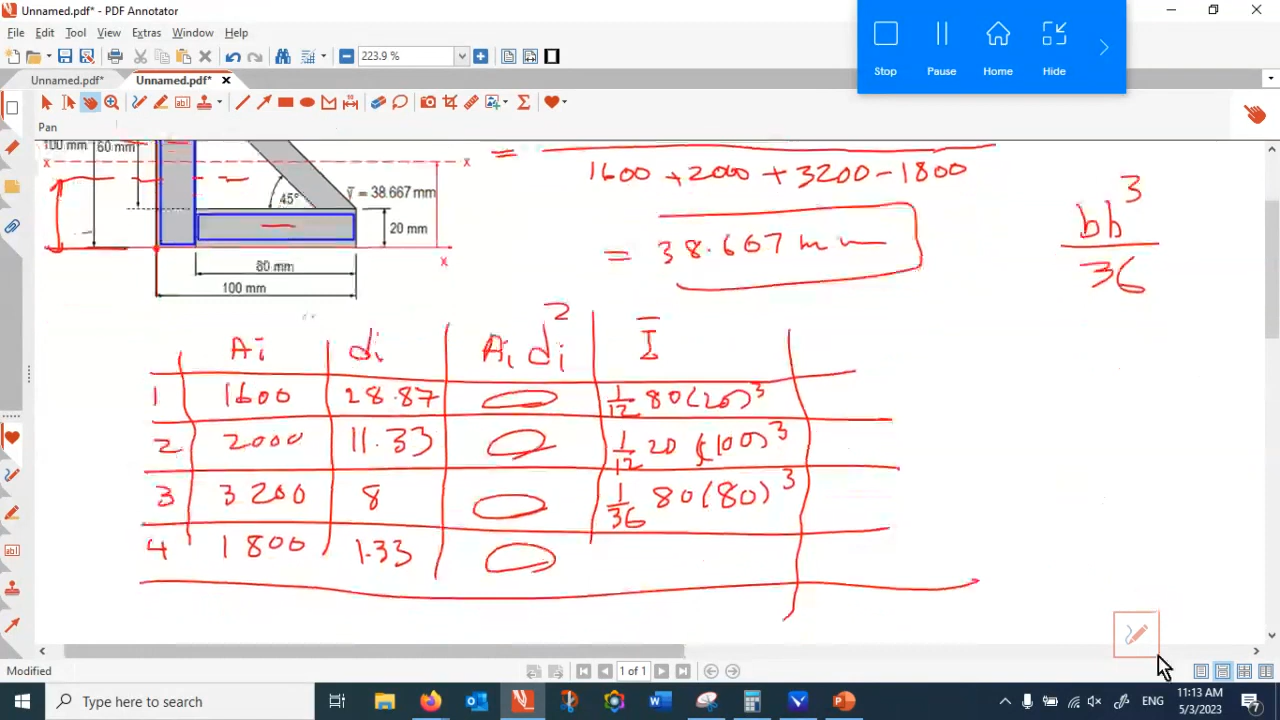 Unnamed.pdf* - PDF Annotator
File Edit Tool View Extras Window Help
223.9 %
Unnamed.pdf* Unnamed.pdf*
Stop Pause Home Hide
Pan
100 mm 60 mm
x x
45°
ȳ = 38.667 mm
20 mm
80 mm
100 mm
x
=
1600 + 2000 + 3200 - 1800
= 38.667 mm
bh³
36
Ai di Ai di² Ī
1 1600 28.87 1/12 80(20)³
2 2000 11.33 1/12 20 (100)³
3 3200 8 1/36 80(80)³
4 1800 1.33
Modified
1 of 1
Type here to search
ENG
11:13 AM
5/3/2023
7